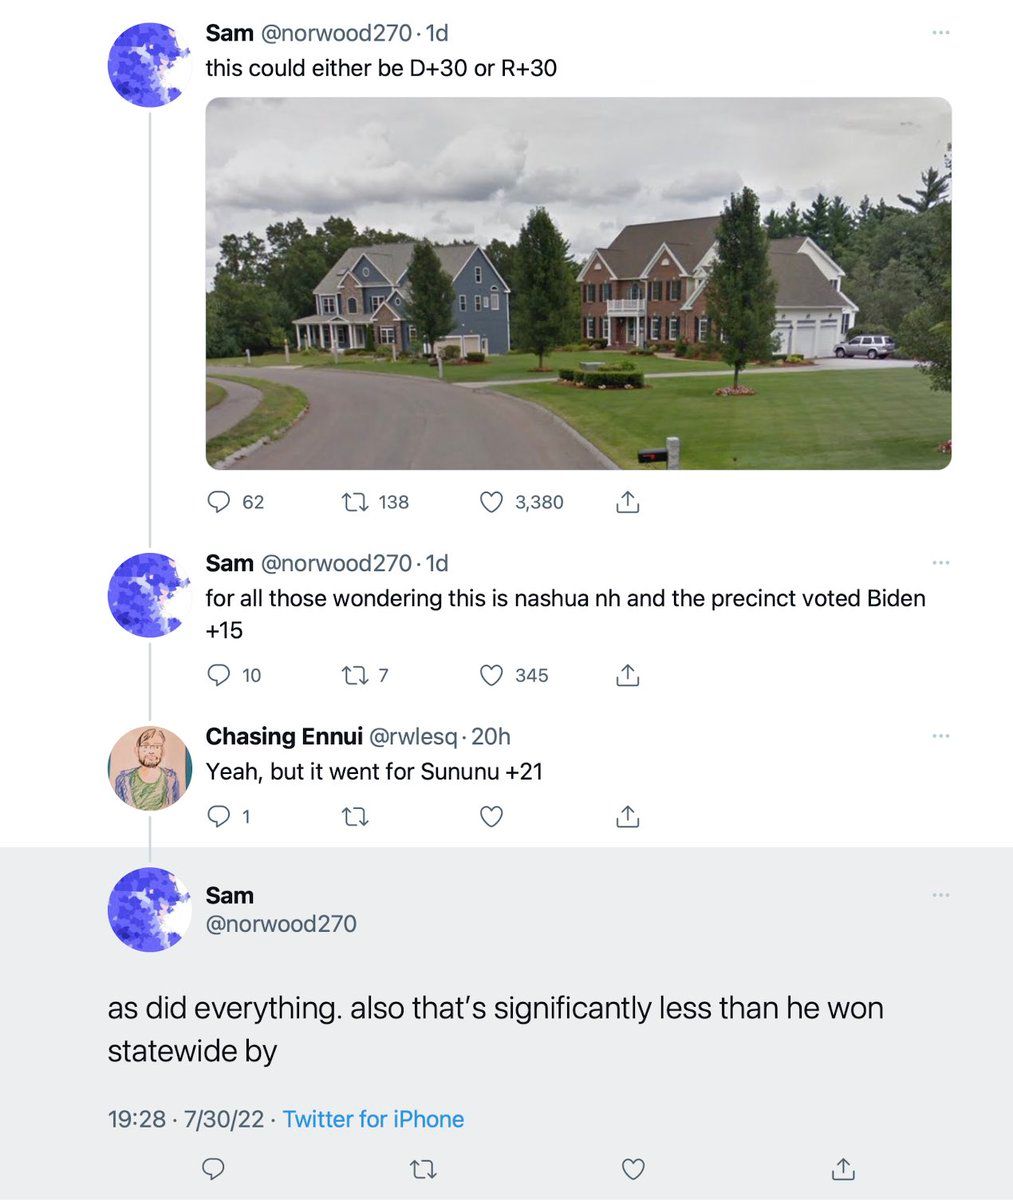 Sam @norwood270 · 1d
this could either be D+30 or R+30
62 138 3,380
Sam @norwood270 · 1d
for all those wondering this is nashua nh and the precinct voted Biden
+15
10 7 345
Chasing Ennui @rwlesq · 20h
Yeah, but it went for Sununu +21
1
Sam
@norwood270
as did everything. also that’s significantly less than he won
statewide by
19:28 · 7/30/22 · Twitter for iPhone